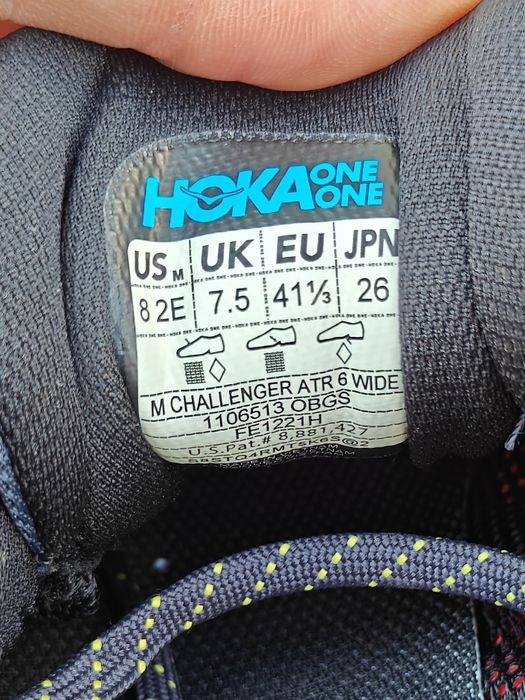 HOKA ONE ONE
US M UK EU JPN
8 2E 7.5 41⅓ 26
M CHALLENGER ATR 6 WIDE
1106513 OBGS
FE1221H
U.S.Pat.# 8,881,427